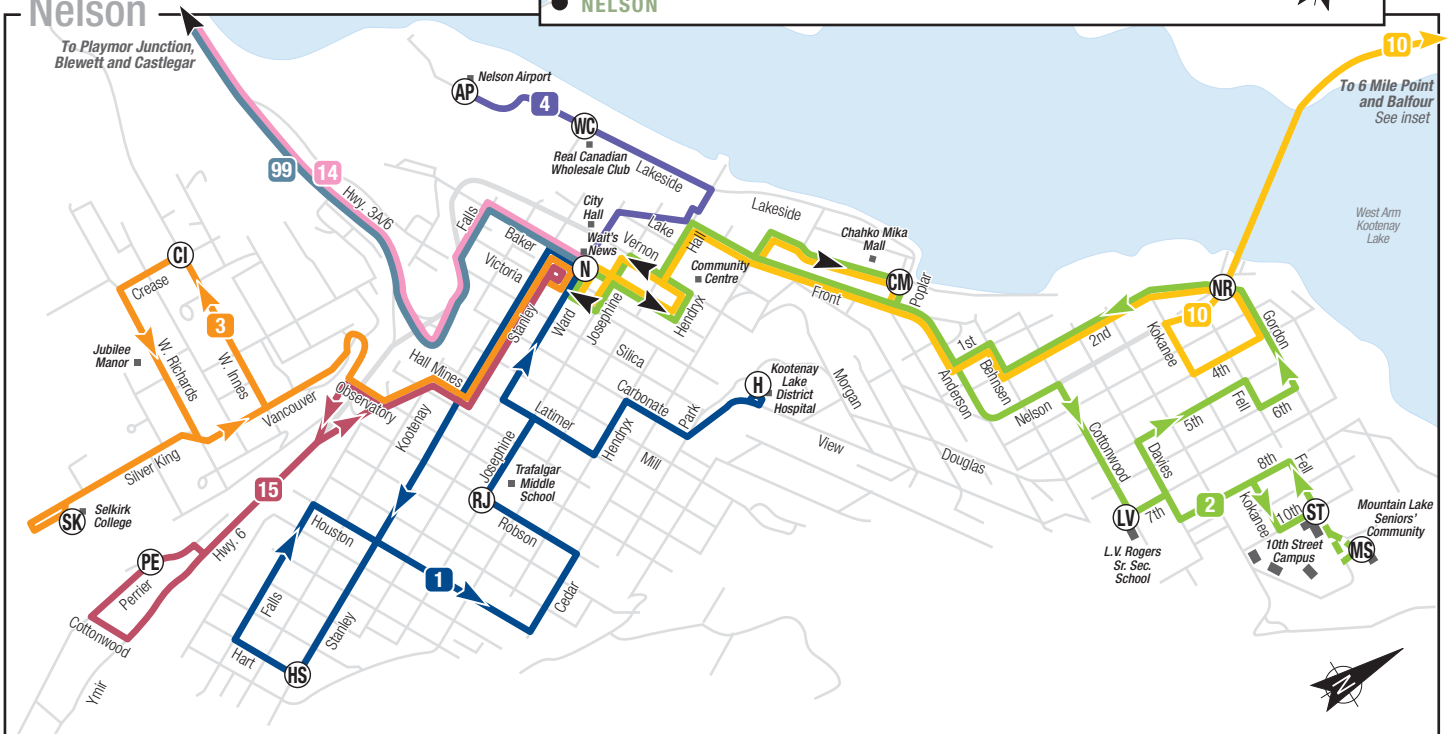 Nelson
NELSON
To Playmor Junction,
Blewett and Castlegar
10
To 6 Mile Point
and Balfour
See inset
Nelson Airport
AP
4
WC
Real Canadian
Wholesale Club
Lakeside
99
14
Hwy. 3A/6
City
Hall
Wait's
News
N
Falls
Baker
Victoria
Lake
Vernon
Hall
Lakeside
Chahko Mika
Mall
CM
Poplar
Community
Centre
Front
West Arm
Kootenay
Lake
CI
Crease
3
W. Richards
W. Innes
Jubilee
Manor
Vancouver
Observatory
Hall Mines
Stanley
Ward
Josephine
Hendryx
Silica
Kootenay
Carbonate
Latimer
Hendryx
Park
Mill
H
Kootenay
Lake
District
Hospital
Morgan
View
Douglas
Anderson
1st
Behnsen
2nd
Nelson
NR
10
Kokanee
Gordon
4th
Fell
5th
6th
Cottonwood
Davies
7th
2
8th
Fell
Kokanee
10th
ST
LV
L.V. Rogers
Sr. Sec.
School
10th Street
Campus
Mountain Lake
Seniors'
Community
MS
Silver King
SK
Selkirk
College
15
Hwy. 6
PE
Perrier
Cottonwood
Ymir
Josephine
Trafalgar
Middle
School
RJ
Robson
Cedar
Houston
1
Falls
Stanley
Hart
HS
N